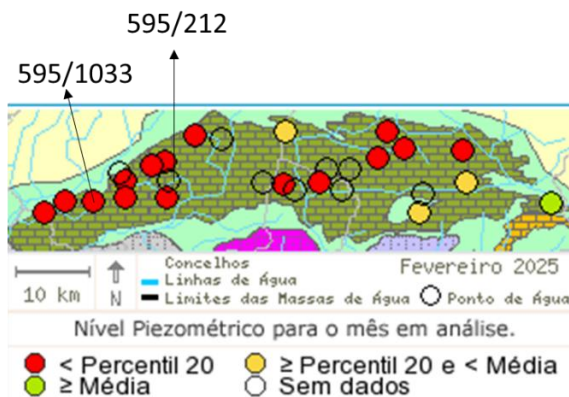 595/212
595/1033
Concelhos
Linhas de Água
Fevereiro 2025
10 km
N
Limites das Massas de Água
Ponto de Água
Nível Piezométrico para o mês em análise.
< Percentil 20
≥ Percentil 20 e < Média
≥ Média
Sem dados